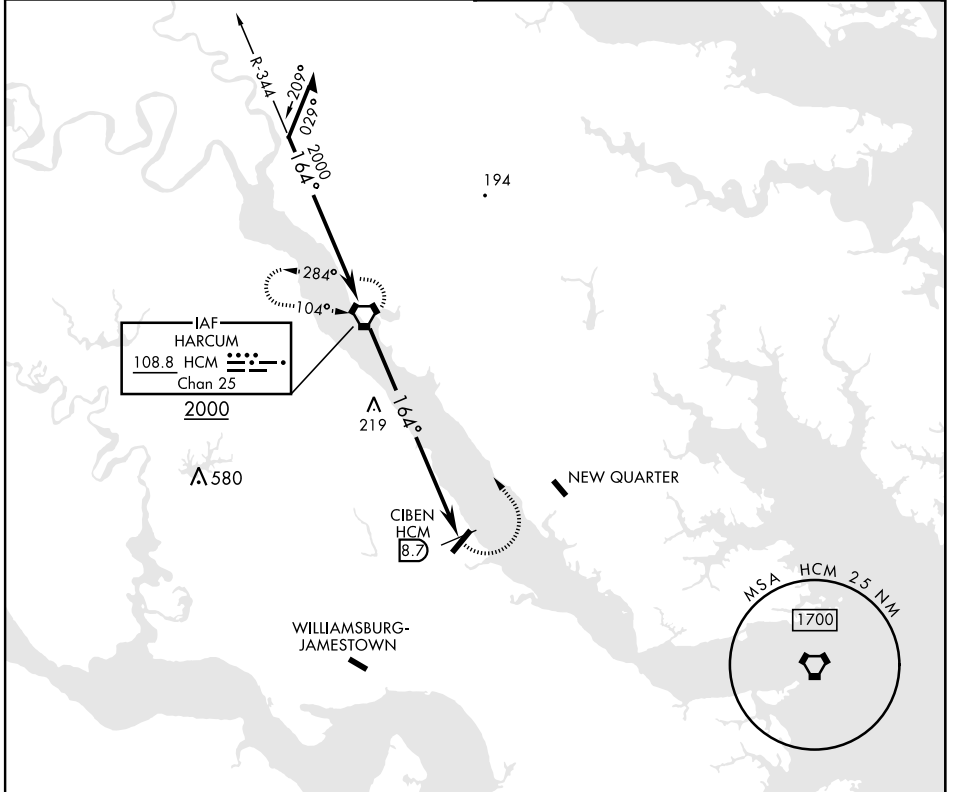 R-344
209°
029°
2000
164°
194
284°
104°
IAF
HARCUM
108.8 HCM
Chan 25
2000
219
164°
580
NEW QUARTER
CIBEN
HCM
8.7
MSA HCM 25 NM
1700
WILLIAMSBURG-
JAMESTOWN